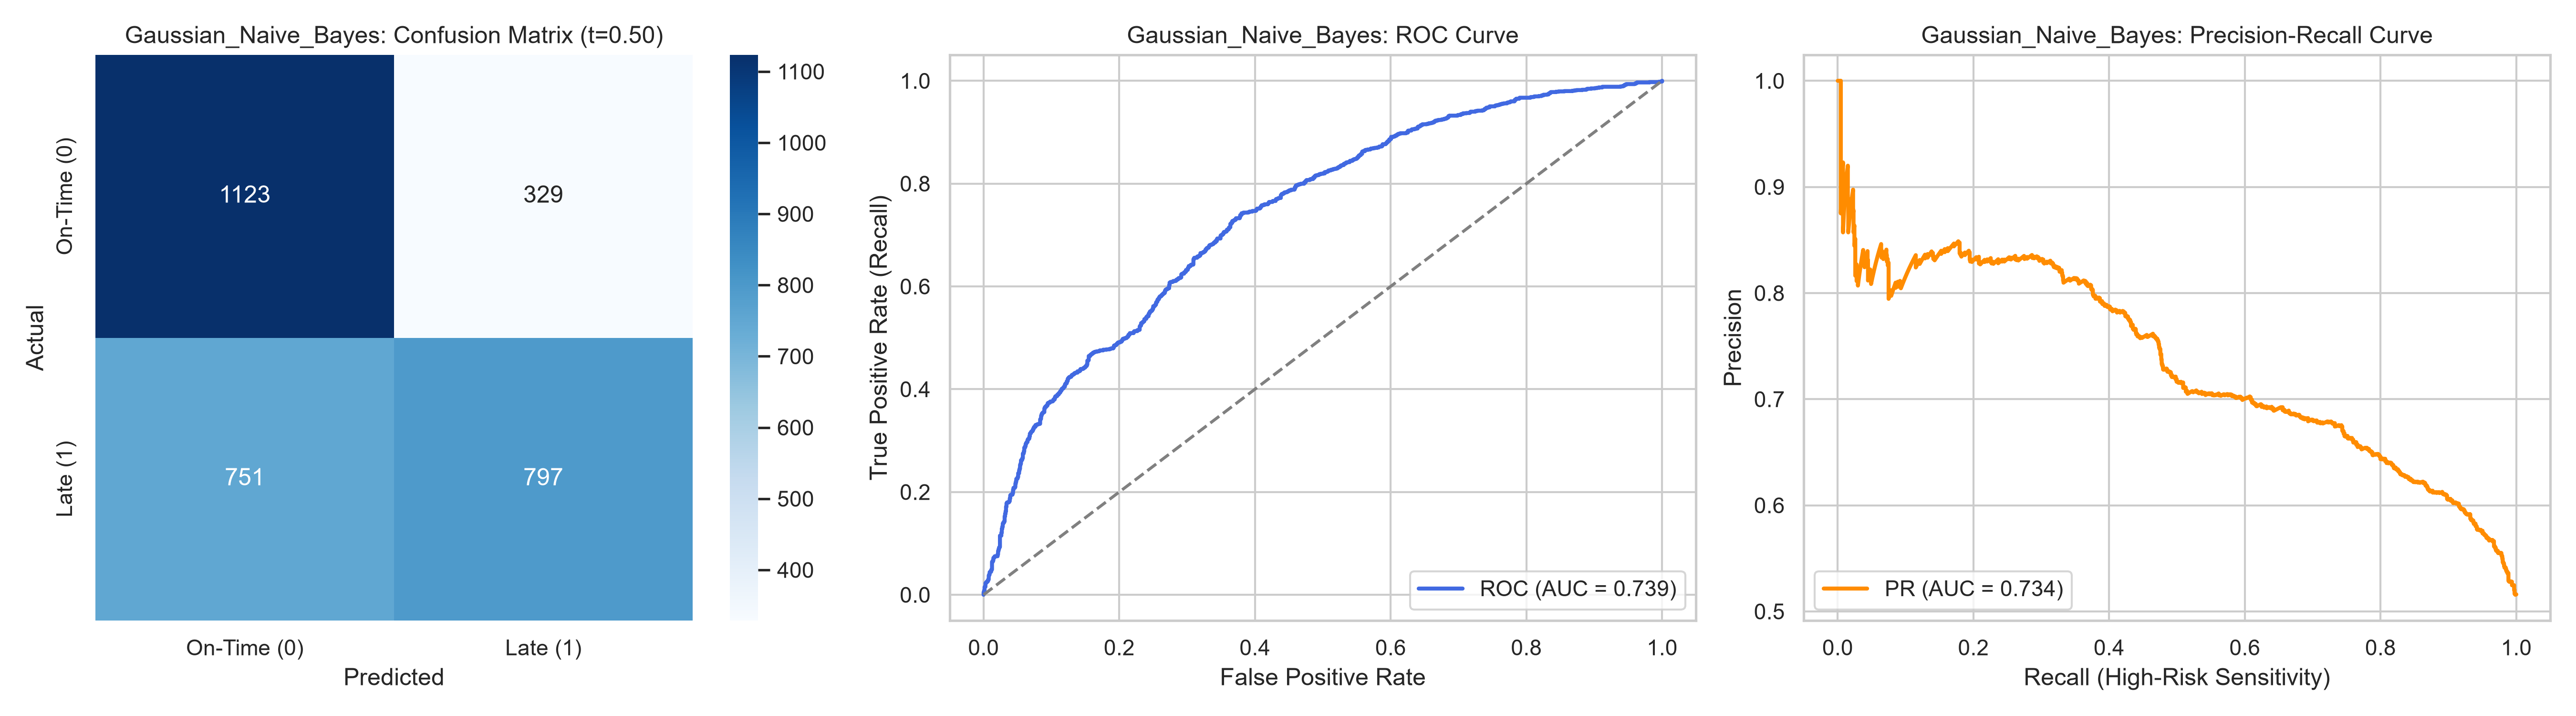 Gaussian_Naive_Bayes: Confusion Matrix (t=0.50)
Actual
On-Time (0)
Late (1)
1123
329
751
797
On-Time (0)
Late (1)
Predicted
1100
1000
900
800
700
600
500
400
Gaussian_Naive_Bayes: ROC Curve
True Positive Rate (Recall)
1.0
0.8
0.6
0.4
0.2
0.0
ROC (AUC = 0.739)
0.0
0.2
0.4
0.6
0.8
1.0
False Positive Rate
Gaussian_Naive_Bayes: Precision-Recall Curve
Precision
1.0
0.9
0.8
0.7
0.6
0.5
PR (AUC = 0.734)
0.0
0.2
0.4
0.6
0.8
1.0
Recall (High-Risk Sensitivity)